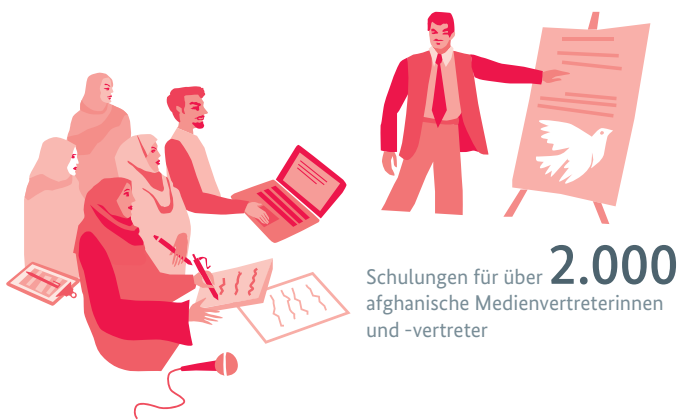 Schulungen für über 2.000
afghanische Medienvertreterinnen
und -vertreter